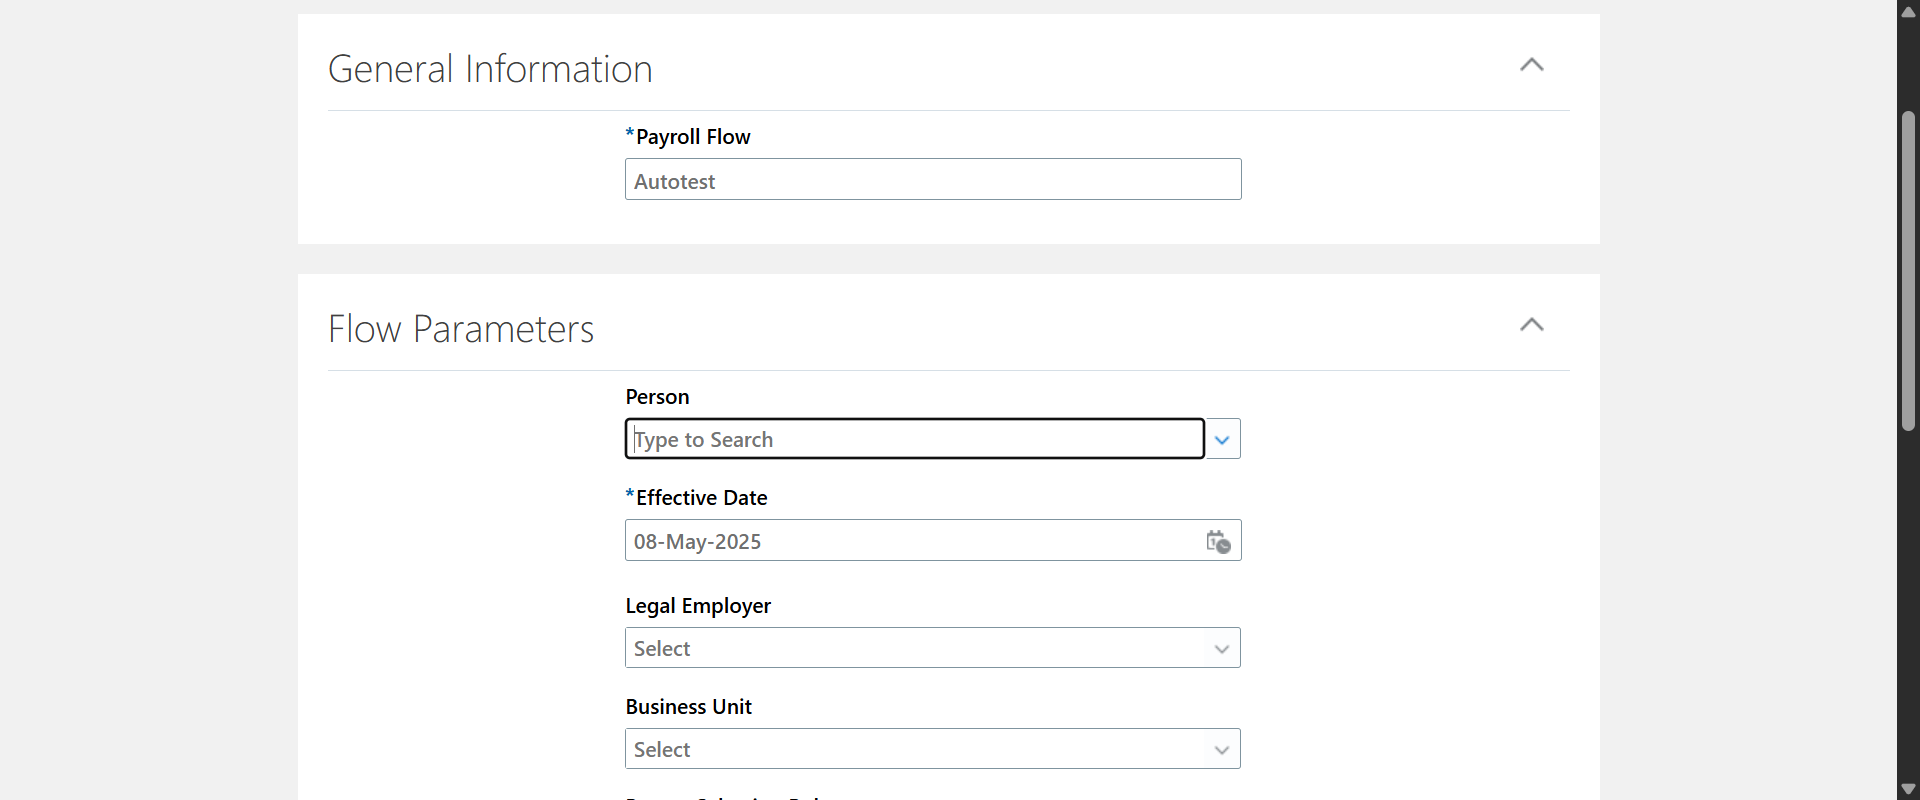 General Information
*Payroll Flow
Autotest
Flow Parameters
Person
Type to Search
*Effective Date
08-May-2025
Legal Employer
Select
Business Unit
Select